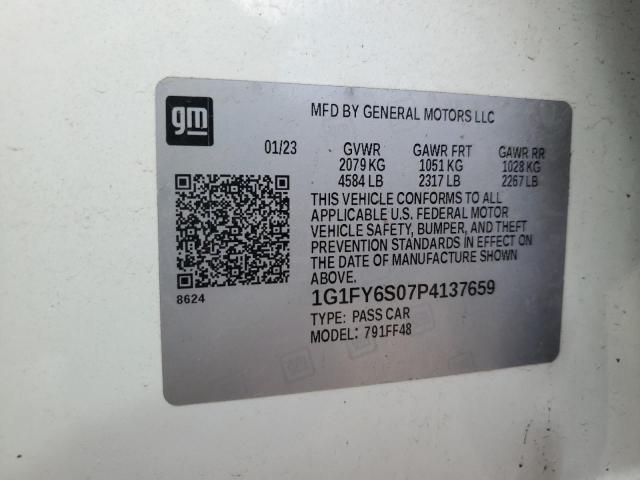 gm
MFD BY GENERAL MOTORS LLC
01/23 GVWR GAWR FRT GAWR RR
2079 KG 1051 KG 1028 KG
4584 LB 2317 LB 2267 LB
THIS VEHICLE CONFORMS TO ALL
APPLICABLE U.S. FEDERAL MOTOR
VEHICLE SAFETY, BUMPER, AND THEFT
PREVENTION STANDARDS IN EFFECT ON
THE DATE OF MANUFACTURE SHOWN
ABOVE.
8624
1G1FY6S07P4137659
TYPE: PASS CAR
MODEL: 791FF48